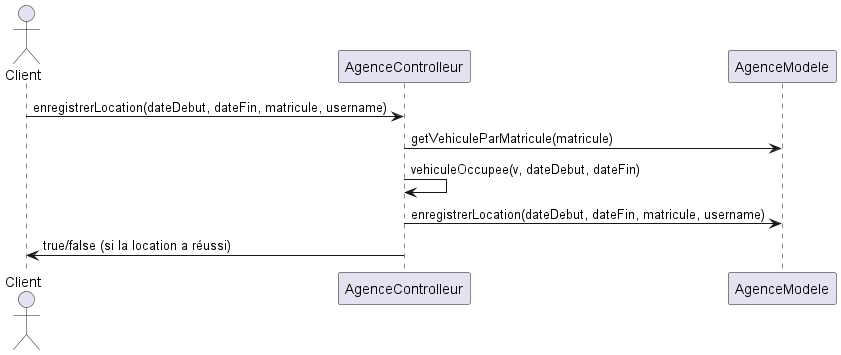 Client
AgenceControlleur
AgenceModele
enregistrerLocation(dateDebut, dateFin, matricule, username)
getVehiculeParMatricule(matricule)
vehiculeOccupee(v, dateDebut, dateFin)
enregistrerLocation(dateDebut, dateFin, matricule, username)
true/false (si la location a réussi)
Client
AgenceControlleur
AgenceModele